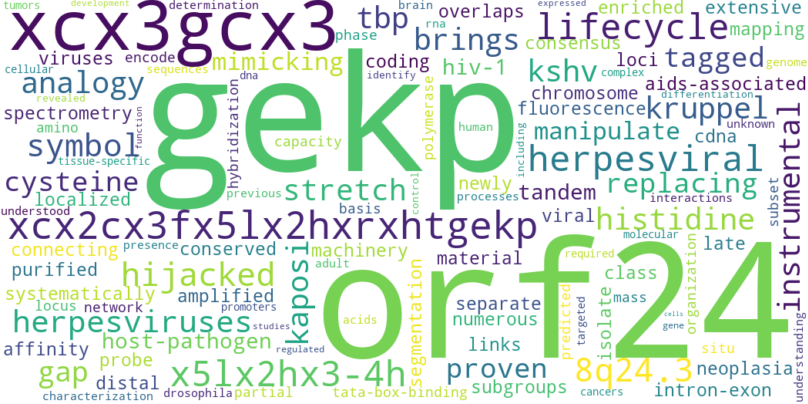 tumors development determination brain expressed
xcx3gcx3 tbp overlaps enriched extensive
phase rna brings lifecycle mapping
viruses encode mimicking coding hiv-1 consensus loci tagged genome
cellular sequences dna identify complex
analogy revealed polymerase kshv chromosome aids-associated
spectrometry hybridization gekp fluorescence differentiation
amino function capacity human kruppel unknown
symbol manipulate cdna
tissue-specific including herpesviral instrumental
cysteine previous control newly tandem replacing
localized stretch processes interactions subset
understood basis viral histidine
xcx2cx3fx5lx2hxrxhtgekp
connecting presence conserved kaposi machinery orf24 material required molecular late
purified hijacked adult separate class organization
systematically amplified segmentation predicted isolate mass targeted cells
locus network promoters numerous gene situ
herpesviruses studies links
affinity host-pathogen acids proven 8q24.3 neoplasia understanding
gap probe regulated subgroups cancers intron-exon
distal x5lx2hx3-4h
characterization drosophila partial tata-box-binding